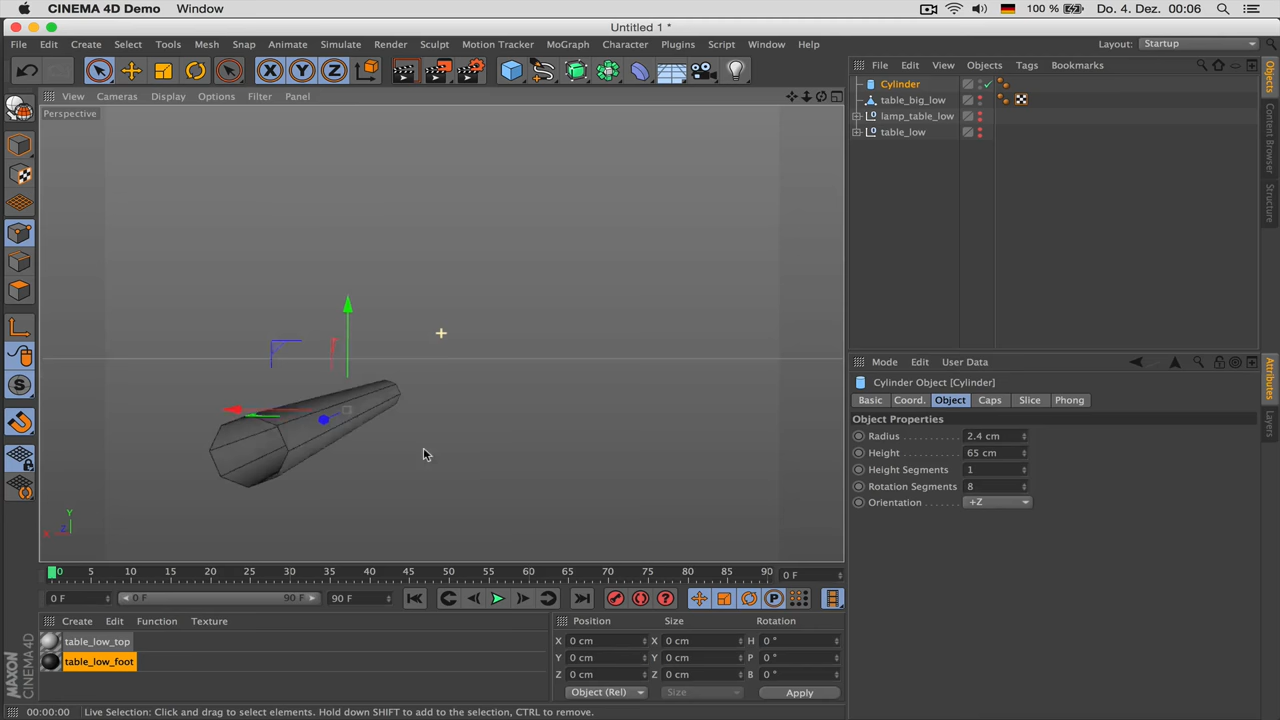 CINEMA 4D Demo Window 100 % Do. 4. Dez. 00:06
Untitled 1 *
File Edit Create Select Tools Mesh Snap Animate Simulate Render Sculpt Motion Tracker MoGraph Character Plugins Script Window Help Layout: Startup
X Y Z
File Edit View Objects Tags Bookmarks
View Cameras Display Options Filter Panel
Perspective
Cylinder
table_big_low
lamp_table_low
table_low
Objects
Content Browser
Structure
Mode Edit User Data
Cylinder Object [Cylinder]
Basic Coord. Object Caps Slice Phong
Object Properties
Radius 2.4 cm
Height 65 cm
Height Segments 1
Rotation Segments 8
Orientation +Z
Attributes
Layers
S
Y
X Z
0 5 10 15 20 25 30 35 40 45 50 55 60 65 70 75 80 85 90 0 F
0 F 0 F 90 F 90 F P
Create Edit Function Texture
table_low_top
table_low_foot
Position Size Rotation
X 0 cm X 0 cm H 0 °
Y 0 cm Y 0 cm P 0 °
Z 0 cm Z 0 cm B 0 °
Object (Rel) Size Apply
MAXON
CINEMA 4D
00:00:00 Live Selection: Click and drag to select elements. Hold down SHIFT to add to the selection, CTRL to remove.